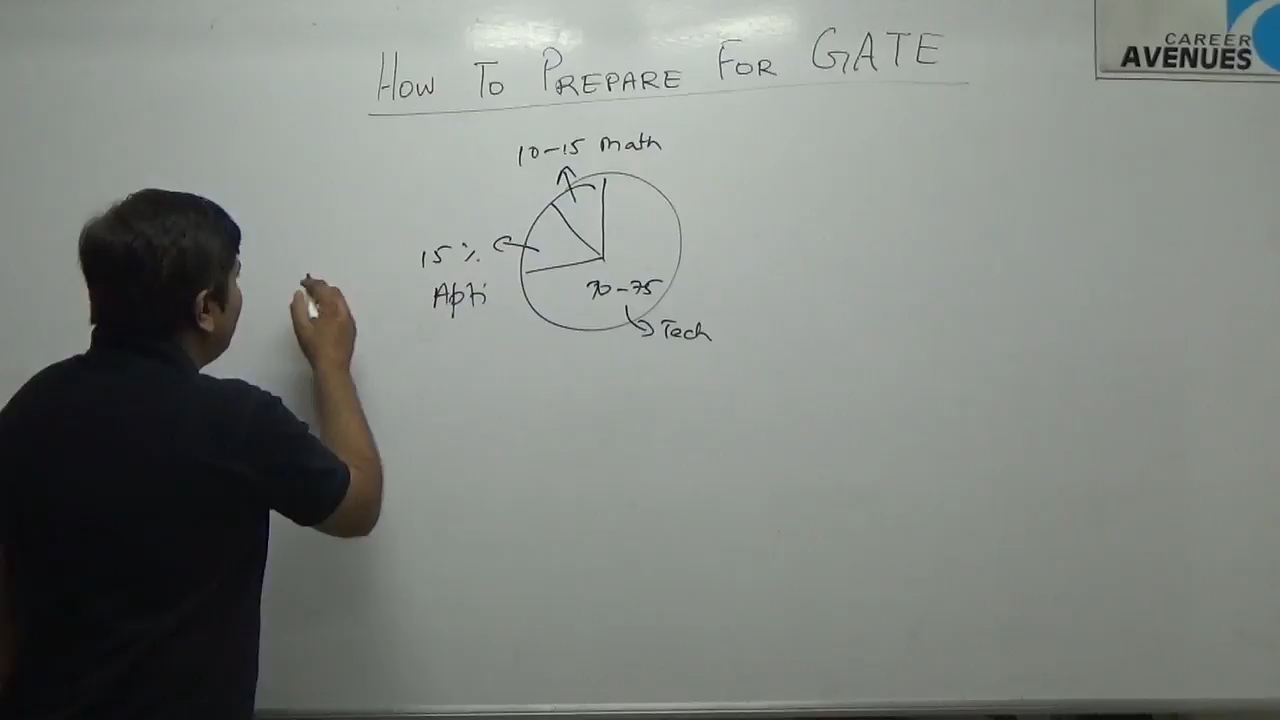 HOW TO PREPARE FOR GATE
CAREER
AVENUES
10-15 Math
15 %
Apti
70-75
Tech